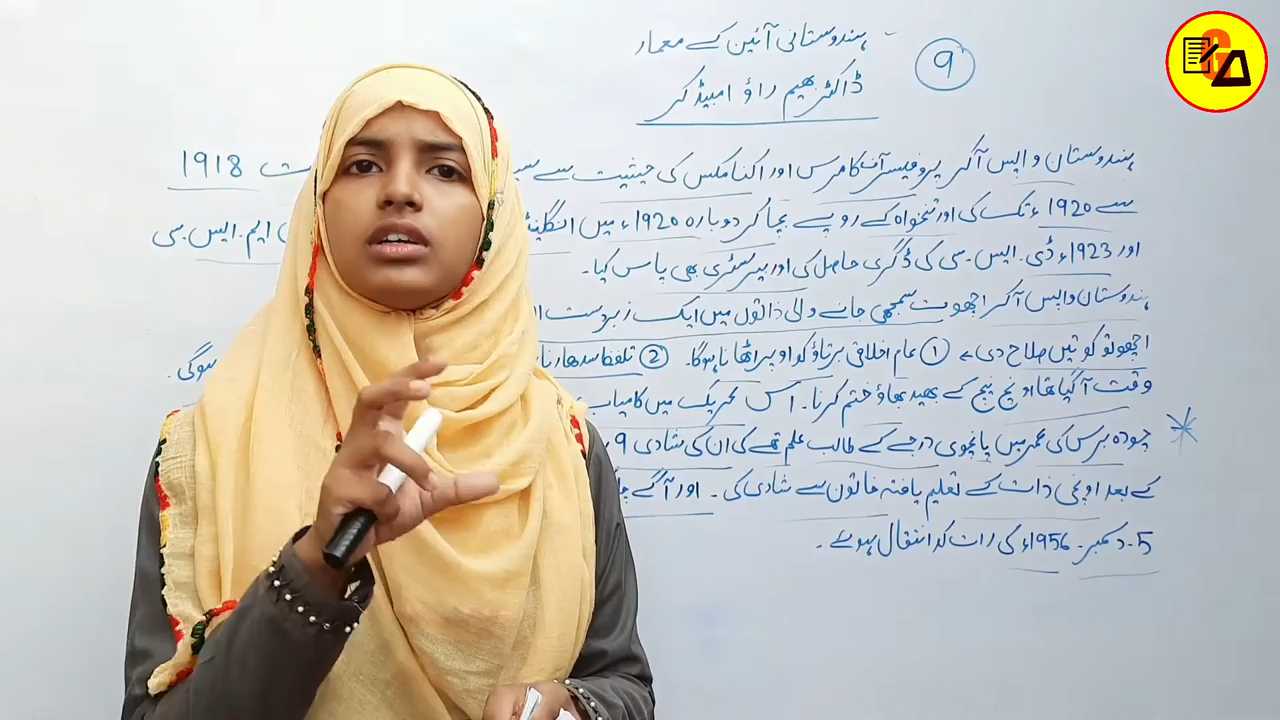 ہندوستانی آئین کے معمار
۹
ڈاکٹر بھیم راؤ امبیڈکر
ہندوستان واپس آکر پروفیسر آف کامرس اور اکنامکس کی حیثیت سے 1918
سے 1920ء تک کی اور تنخواہ کے روپے بچا کر دوبارہ 1920ء میں انگلینڈ ایم.ایس.سی
اور 1923ء ڈی.ایس.سی کی ڈگری حاصل کی اور بیرسٹری بھی پاس کیا۔
ہندوستان واپس آکر اچھوت سمجھی جانے والی ذاتوں میں ایک زبردست
اچھوتو کو تین صلاح دی ① عام اخلاقی برتاؤ کو اوپر اٹھانا ہوگا۔ ② تلفظ سدھارنا ہوگی۔
وقت آگیا تھا اونچ نیچ کے بھید بھاؤ ختم کرنا۔ اس تحریک میں کامیاب
چودہ برس کی عمر میں پانچوی درجے کے طالب علم تھے کی ان کی شادی 9
کے بعد اونچی ذات کے تعلیم یافتہ خاتون سے شادی کی۔ اور آگے
5.دسمبر.1956ء کی رات کو انتقال ہوئے۔